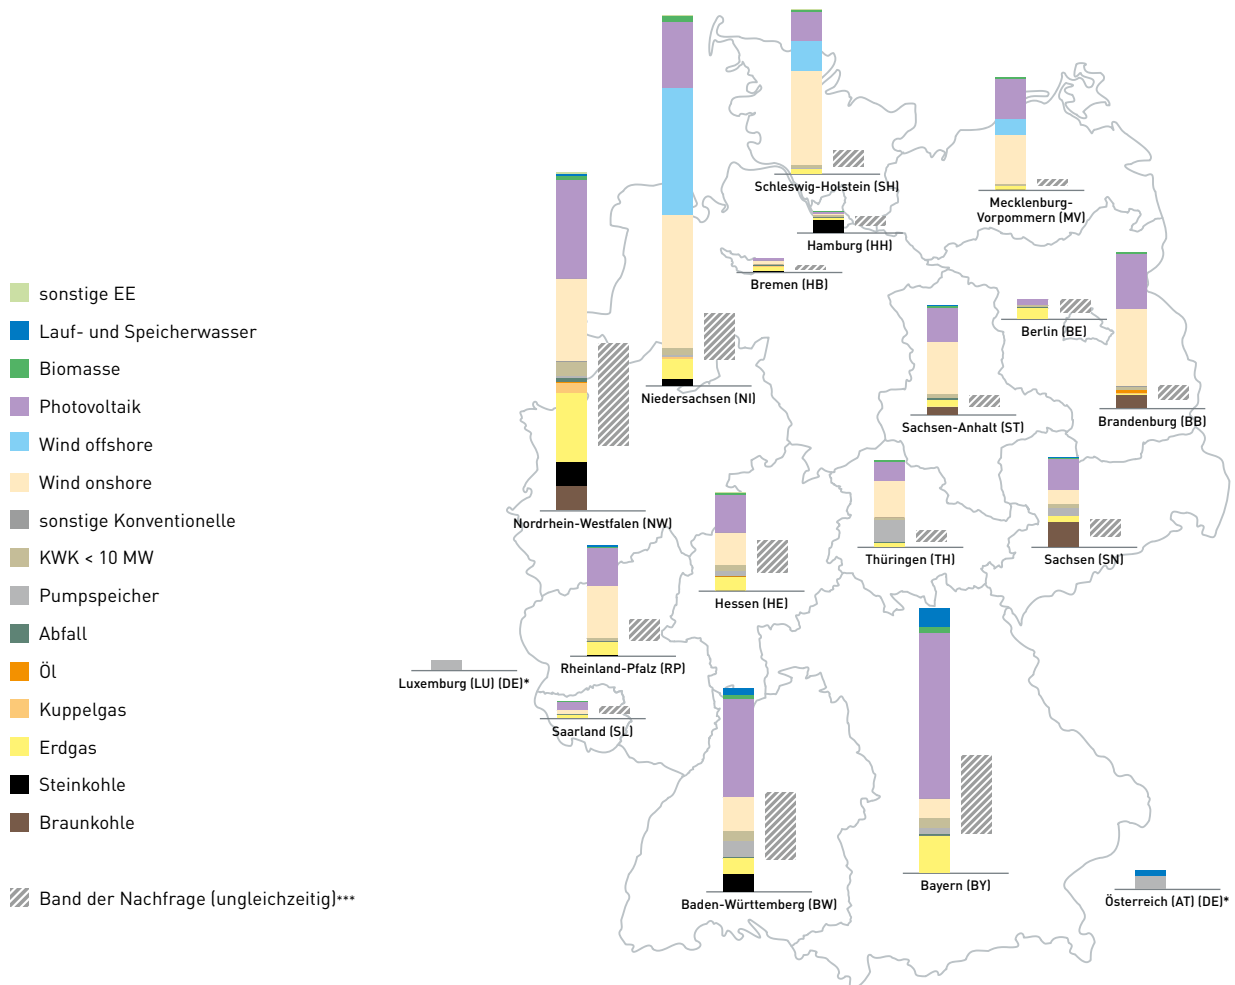 sonstige EE
Lauf- und Speicherwasser
Biomasse
Photovoltaik
Wind offshore
Wind onshore
sonstige Konventionelle
KWK < 10 MW
Pumpspeicher
Abfall
Öl
Kuppelgas
Erdgas
Steinkohle
Braunkohle
Band der Nachfrage (ungleichzeitig)***
Schleswig-Holstein (SH)
Mecklenburg-
Vorpommern (MV)
Hamburg (HH)
Bremen (HB)
Berlin (BE)
Niedersachsen (NI)
Sachsen-Anhalt (ST)
Brandenburg (BB)
Nordrhein-Westfalen (NW)
Thüringen (TH)
Sachsen (SN)
Hessen (HE)
Rheinland-Pfalz (RP)
Luxemburg (LU) (DE)*
Saarland (SL)
Baden-Württemberg (BW)
Bayern (BY)
Österreich (AT) (DE)*